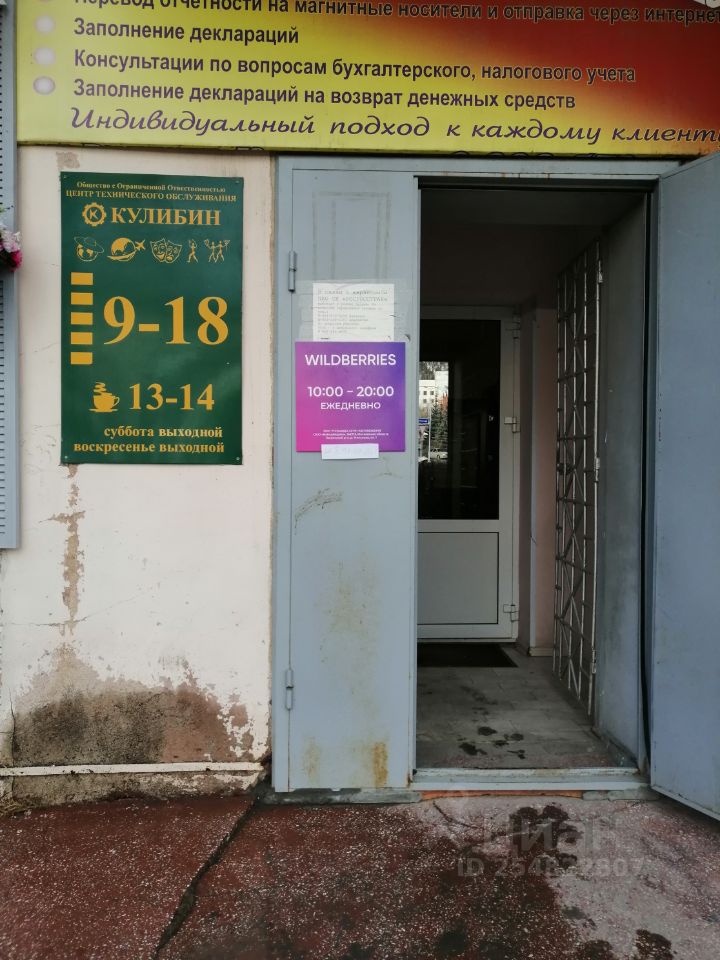 Перевод отчетности на магнитные носители и отправка через интернет
Заполнение деклараций
Консультации по вопросам бухгалтерского, налогового учета
Заполнение деклараций на возврат денежных средств
Индивидуальный подход к каждому клиенту
Общество с Ограниченной Ответственностью
ЦЕНТР ТЕХНИЧЕСКОГО ОБСЛУЖИВАНИЯ
КУЛИБИН
9-18
13-14
суббота выходной
воскресенье выходной
WILDBERRIES
10:00 – 20:00
ЕЖЕДНЕВНО
Циан